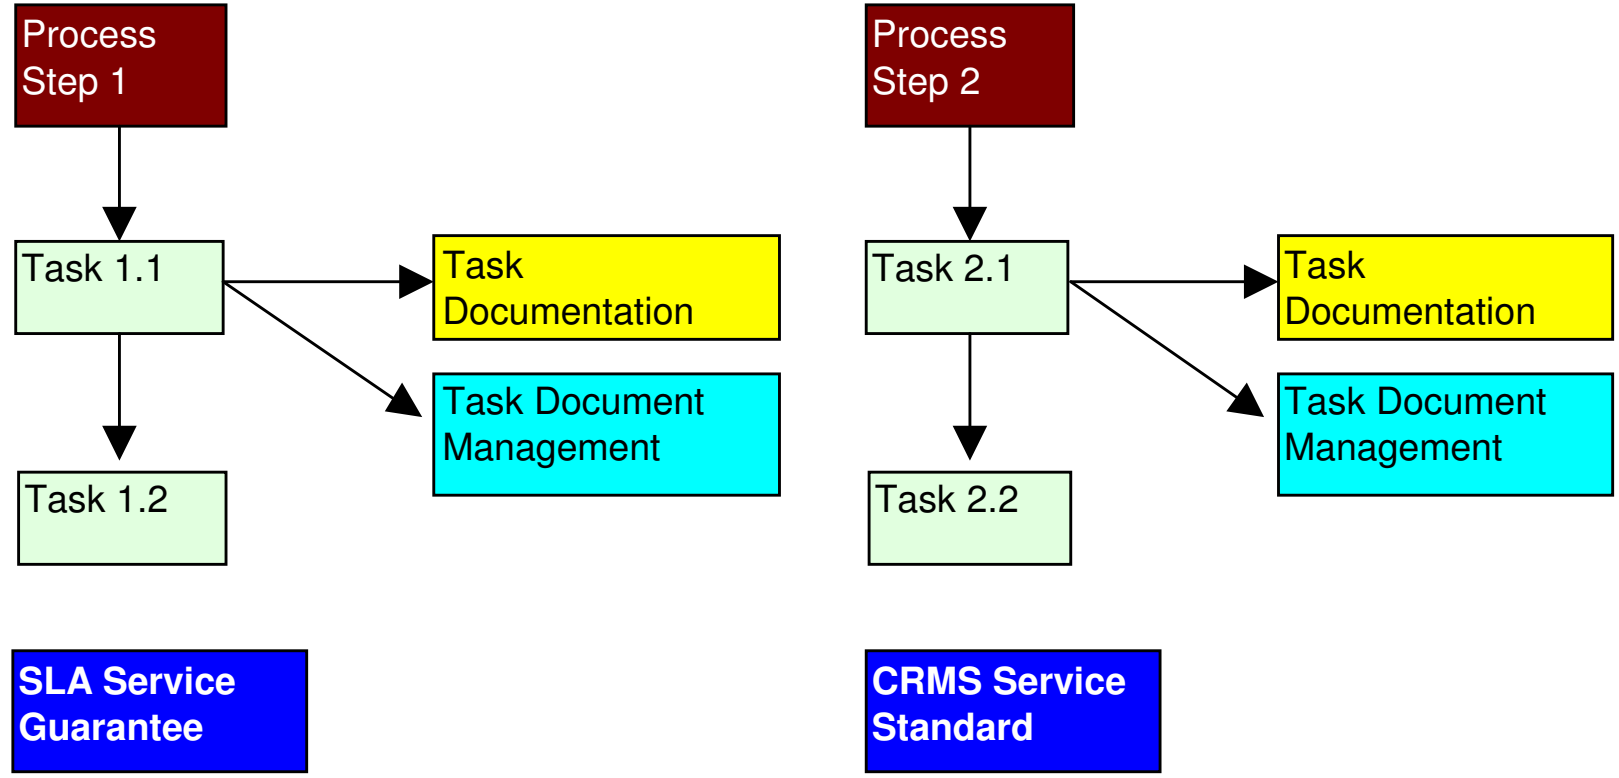 Process
Step 1
Process
Step 2
Task 1.1
Task
Documentation
Task 2.1
Task
Documentation
Task Document
Management
Task Document
Management
Task 1.2
Task 2.2
SLA Service
Guarantee
CRMS Service
Standard